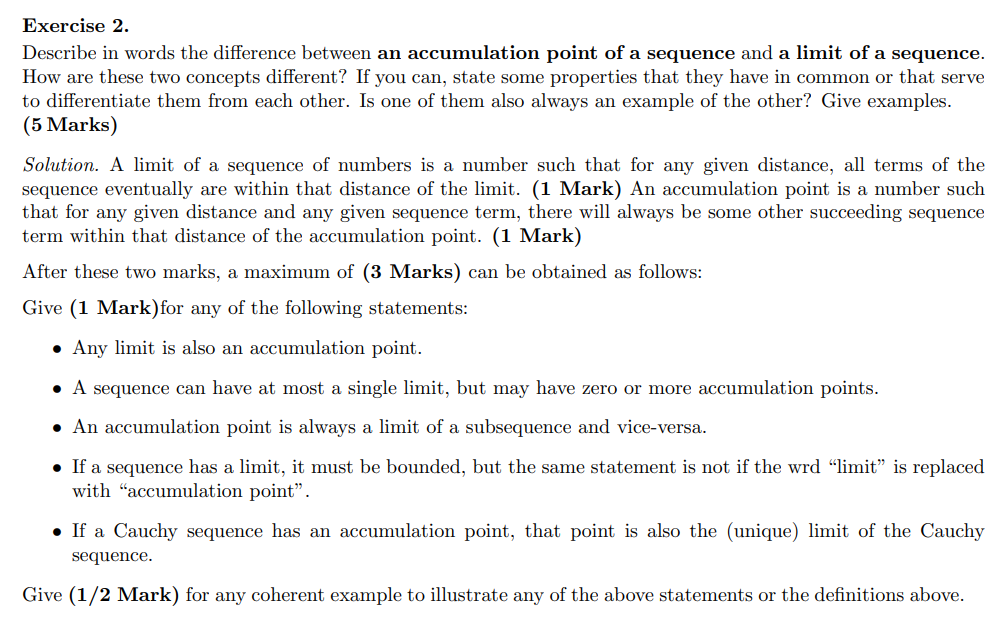 Exercise 2.
Describe in words the difference between an accumulation point of a sequence and a limit of a sequence.
How are these two concepts different? If you can, state some properties that they have in common or that serve
to differentiate them from each other. Is one of them also always an example of the other? Give examples.
(5 Marks)
Solution. A limit of a sequence of numbers is a number such that for any given distance, all terms of the
sequence eventually are within that distance of the limit. (1 Mark) An accumulation point is a number such
that for any given distance and any given sequence term, there will always be some other succeeding sequence
term within that distance of the accumulation point. (1 Mark)
After these two marks, a maximum of (3 Marks) can be obtained as follows:
Give (1 Mark)for any of the following statements:
• Any limit is also an accumulation point.
• A sequence can have at most a single limit, but may have zero or more accumulation points.
• An accumulation point is always a limit of a subsequence and vice-versa.
• If a sequence has a limit, it must be bounded, but the same statement is not if the wrd “limit” is replaced
with “accumulation point”.
• If a Cauchy sequence has an accumulation point, that point is also the (unique) limit of the Cauchy
sequence.
Give (1/2 Mark) for any coherent example to illustrate any of the above statements or the definitions above.